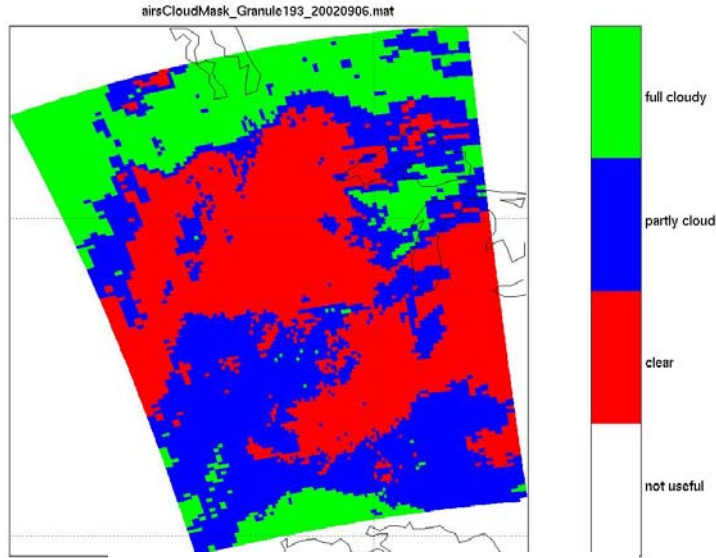 airsCloudMask_Granule193_20020906.mat
full cloudy
partly cloud
clear
not useful